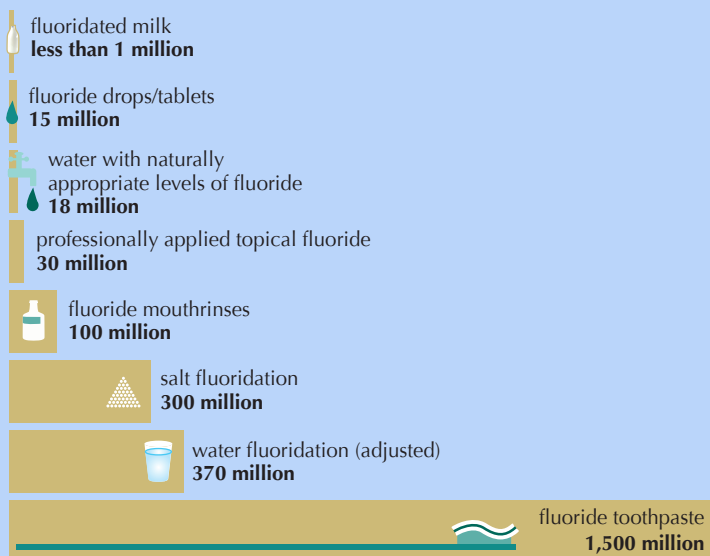 fluoridated milk
less than 1 million
fluoride drops/tablets
15 million
water with naturally
appropriate levels of fluoride
18 million
professionally applied topical fluoride
30 million
fluoride mouthrinses
100 million
salt fluoridation
300 million
water fluoridation (adjusted)
370 million
fluoride toothpaste
1,500 million